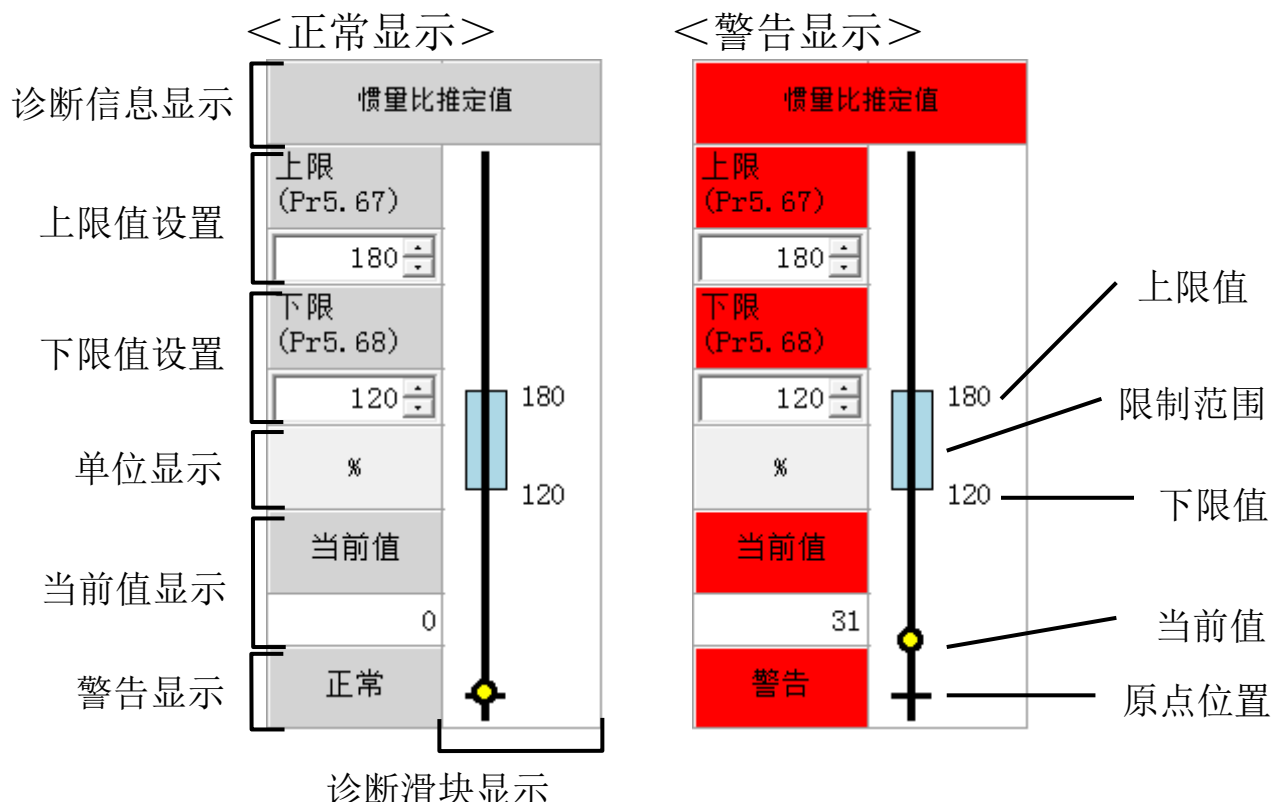 ＜正常显示＞
＜警告显示＞
诊断信息显示
惯量比推定值
惯量比推定值
上限值设置
上限
(Pr5.67)
180
上限
(Pr5.67)
180
上限值
下限值设置
下限
(Pr5.68)
120
180
下限
(Pr5.68)
120
180
限制范围
单位显示
%
120
%
120
下限值
当前值显示
当前值
0
当前值
31
当前值
警告显示
正常
警告
原点位置
诊断滑块显示